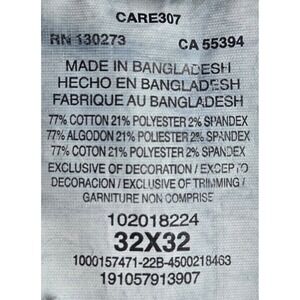 CARE307
RN 130273 CA 55394
MADE IN BANGLADESH
HECHO EN BANGLADESH
FABRIQUE AU BANGLADESH
77% COTTON 21% POLYESTER 2% SPANDEX
77% ALGODON 21% POLIESTER 2% SPANDEX
77% COTON 21% POLYESTER 2% SPANDEX
EXCLUSIVE OF DECORATION / EXCEPTO
DECORACION / EXCLUSIVE OF TRIMMING /
GARNITURE NON COMPRISE
102018224
32X32
1000157471-22B-4500218463
191057913907